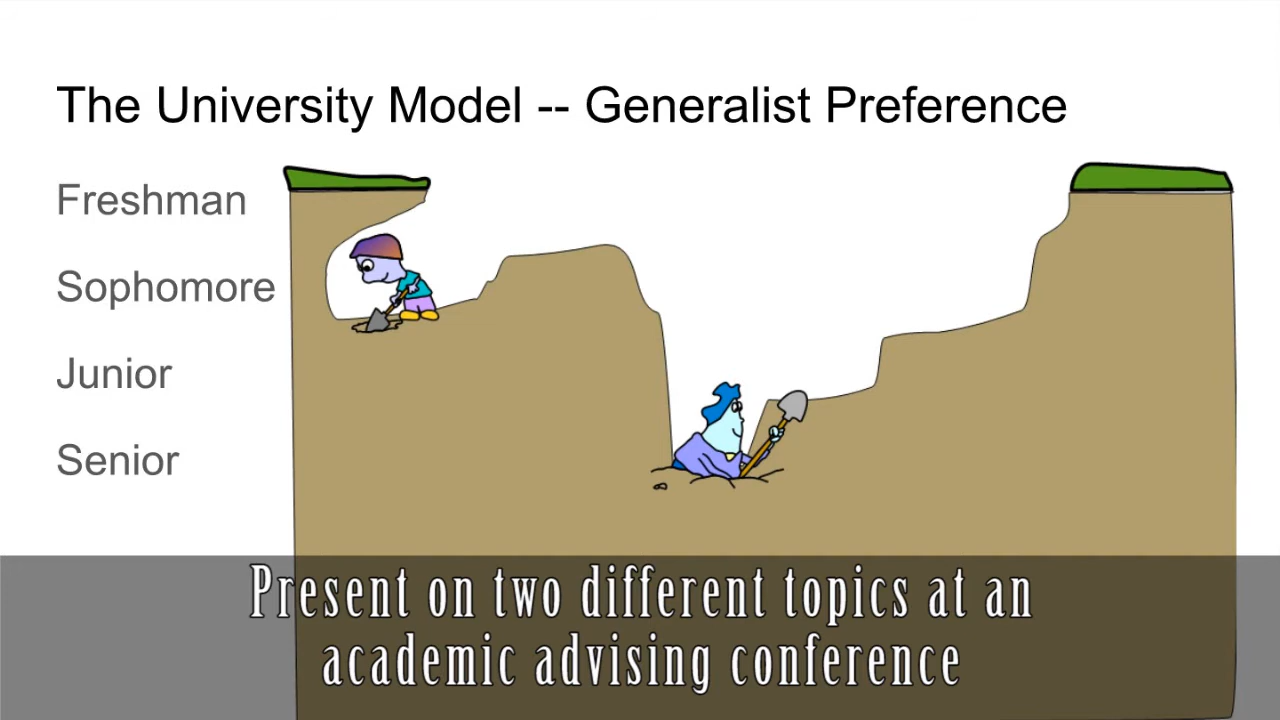 The University Model -- Generalist Preference
Freshman
Sophomore
Junior
Senior
Present on two different topics at an
academic advising conference